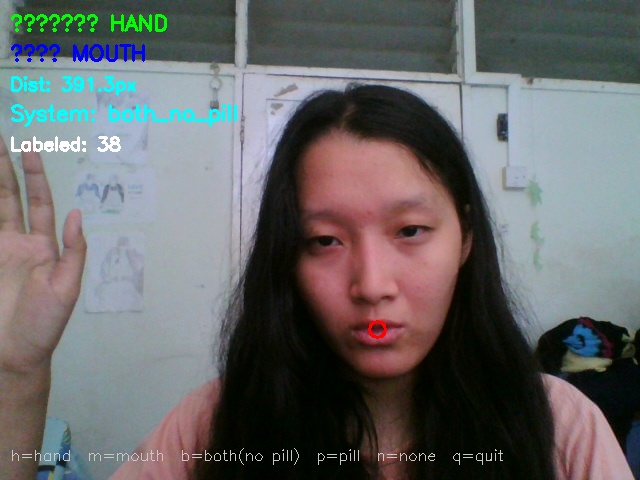 ??????? HAND
???? MOUTH
Dist: 391.3px
System: both_no_pill
Labeled: 38
h=hand m=mouth b=both(no pill) p=pill n=none q=quit